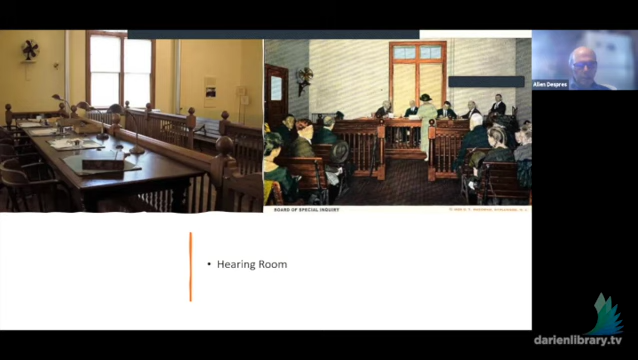 Allen Despres
BOARD OF SPECIAL INQUIRY
• Hearing Room
darienlibrary.tv